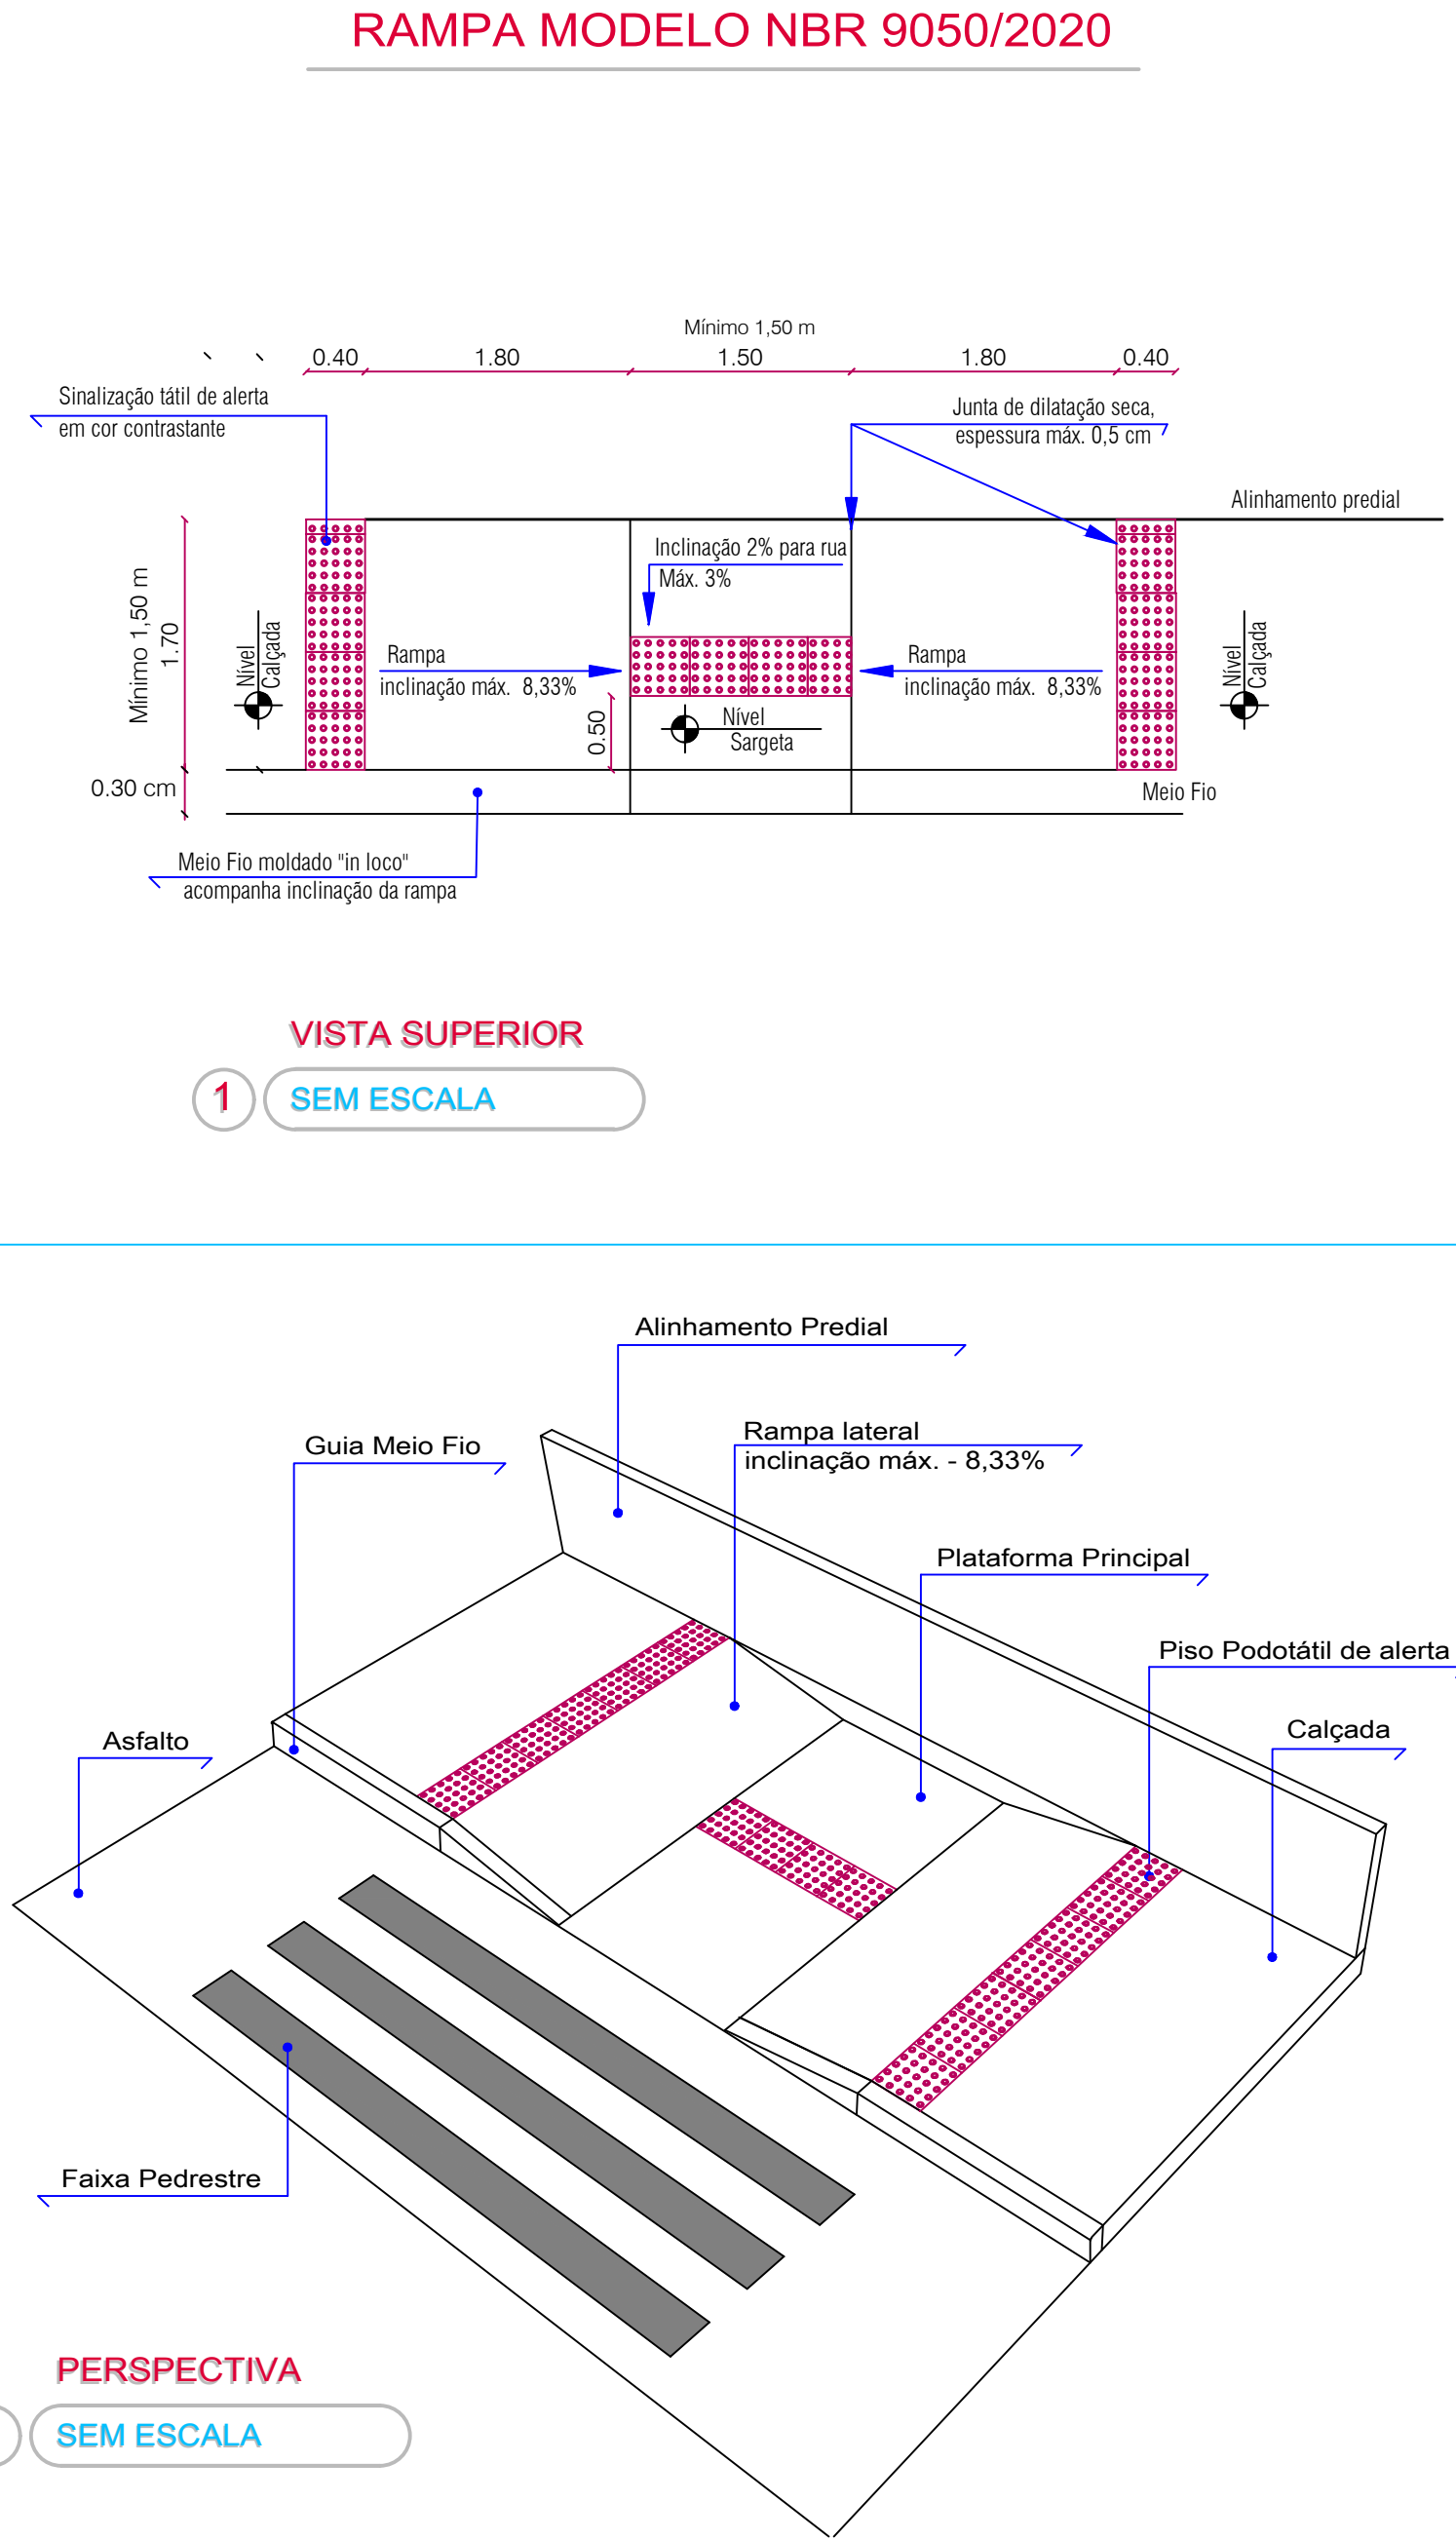 RAMPA MODELO NBR 9050/2020
Mínimo 1,50 m
0.40
1.80
1.50
1.80
0.40
Sinalização tátil de alerta
em cor contrastante
Junta de dilatação seca,
espessura máx. 0,5 cm
Alinhamento predial
Inclinação 2% para rua
Máx. 3%
Mínimo 1,50 m
1.70
Nível
Calçada
Rampa
inclinação máx. 8,33%
Rampa
inclinação máx. 8,33%
Nível
Calçada
0.50
Nível
Sargeta
0.30 cm
Meio Fio
Meio Fio moldado "in loco"
acompanha inclinação da rampa
VISTA SUPERIOR
1
SEM ESCALA
Alinhamento Predial
Rampa lateral
inclinação máx. - 8,33%
Guia Meio Fio
Plataforma Principal
Piso Podotátil de alerta
Calçada
Asfalto
Faixa Pedrestre
PERSPECTIVA
SEM ESCALA